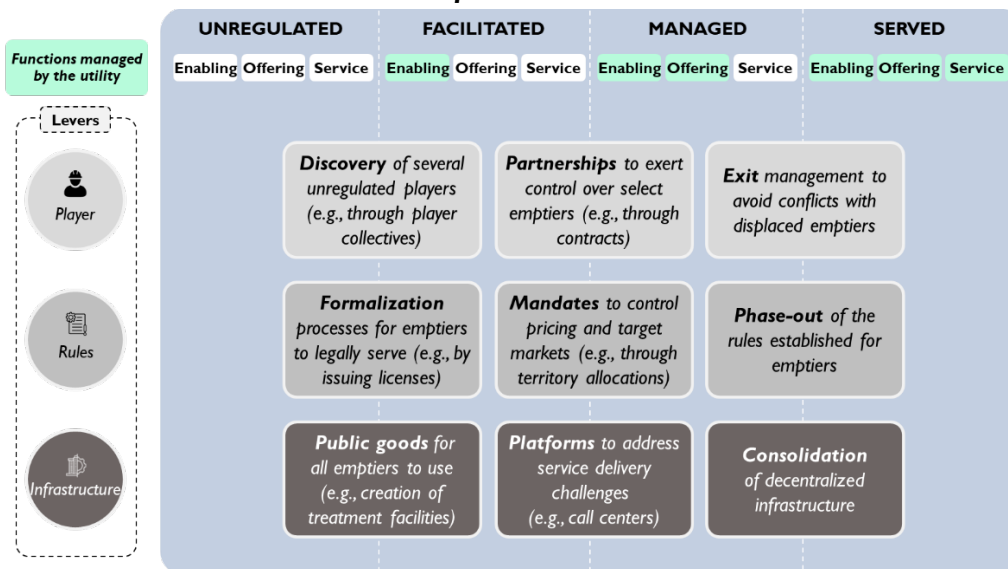 UNREGULATED
FACILITATED
MANAGED
SERVED
Functions managed
by the utility
Enabling Offering Service
Enabling Offering Service
Enabling Offering Service
Enabling Offering Service
Levers
Player
Discovery of several
unregulated players
(e.g., through player
collectives)
Partnerships to exert
control over select
emptiers (e.g., through
contracts)
Exit management to
avoid conflicts with
displaced emptiers
Rules
Formalization
processes for emptiers
to legally serve (e.g., by
issuing licenses)
Mandates to control
pricing and target
markets (e.g., through
territory allocations)
Phase-out of the
rules established for
emptiers
Infrastructure
Public goods for
all emptiers to use
(e.g., creation of
treatment facilities)
Platforms to address
service delivery
challenges
(e.g., call centers)
Consolidation
of decentralized
infrastructure